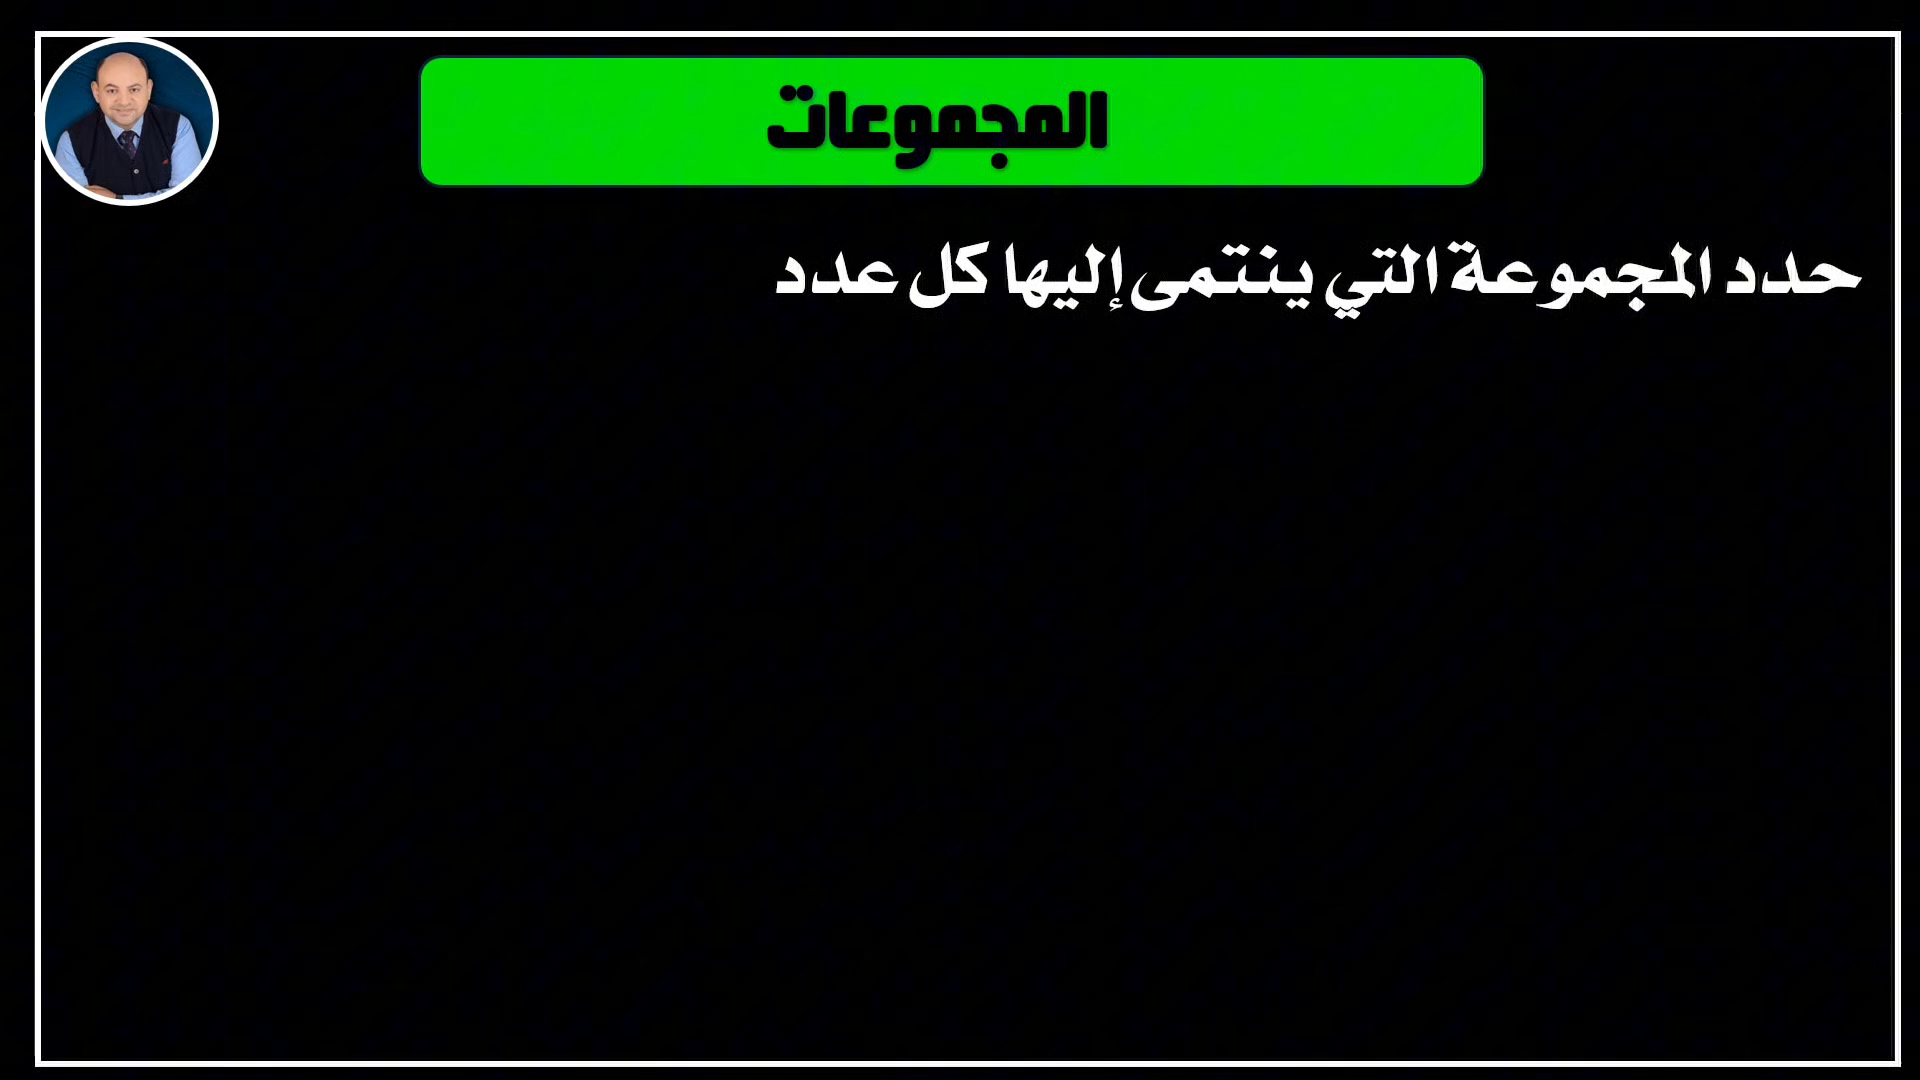 المجموعات
حدد المجموعة التي ينتمى إليها كل عدد